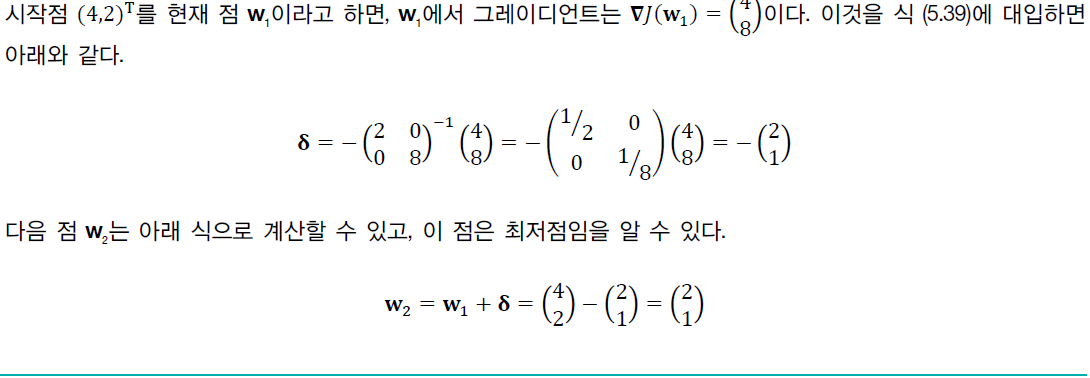 시작점 (4,2)ᵀ를 현재 점 w₁이라고 하면, w₁에서 그레이디언트는 ∇J(w₁) = (4 8)이다. 이것을 식 (5.39)에 대입하면
아래와 같다.
δ = −(2 0 0 8)⁻¹ (4 8) = −(1/2 0 0 1/8)(4 8) = −(2 1)
다음 점 w₂는 아래 식으로 계산할 수 있고, 이 점은 최저점임을 알 수 있다.
w₂ = w₁ + δ = (4 2) − (2 1) = (2 1)